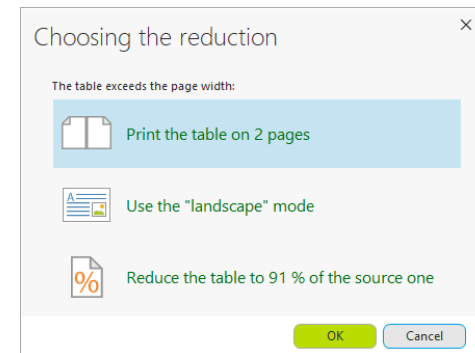 Choosing the reduction
The table exceeds the page width:
Print the table on 2 pages
Use the "landscape" mode
Reduce the table to 91 % of the source one
OK Cancel